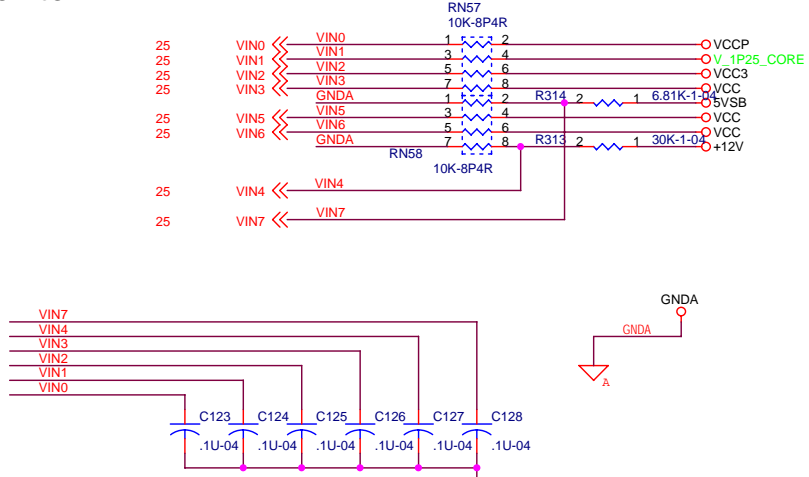 RN57
10K-8P4R
25 VIN0 VIN0 1 2 VCCP
25 VIN1 VIN1 3 4 V_1P25_CORE
25 VIN2 VIN2 5 6 VCC3
25 VIN3 VIN3 7 8 VCC
GNDA 1 2 R314 2 1 6.81K-1-04 5VSB
25 VIN5 VIN5 3 4 VCC
25 VIN6 VIN6 5 6 VCC
GNDA 7 8 R313 2 1 30K-1-04 +12V
RN58
10K-8P4R
25 VIN4 VIN4
25 VIN7 VIN7
GNDA
GNDA
A
VIN7
VIN4
VIN3
VIN2
VIN1
VIN0
C123 C124 C125 C126 C127 C128
.1U-04 .1U-04 .1U-04 .1U-04 .1U-04 .1U-04